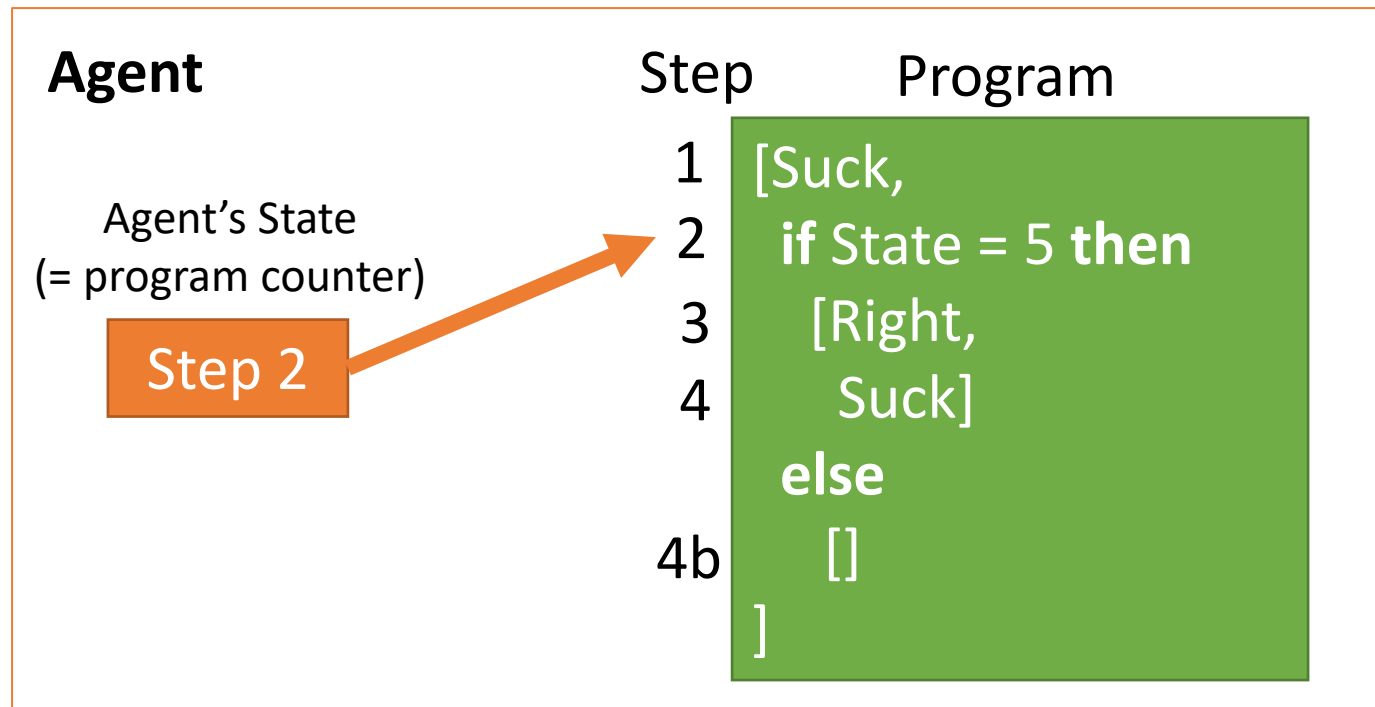 Agent
Agent’s State
(= program counter)
Step 2
Step Program
1 [Suck,
2 if State = 5 then
3 [Right,
4 Suck]
else
4b []
]